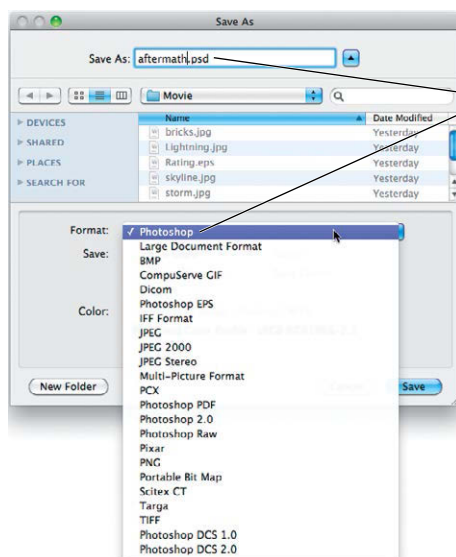 Save As
Save As: aftermath.psd
Movie
Name Date Modified
DEVICES
SHARED
PLACES
SEARCH FOR
bricks.jpg Yesterday
Lightning.jpg Yesterday
Rating.eps Yesterday
skyline.jpg Yesterday
storm.jpg Yesterday
Format: ✓ Photoshop
Save:
Color:
Large Document Format
BMP
CompuServe GIF
Dicom
Photoshop EPS
IFF Format
JPEG
JPEG 2000
JPEG Stereo
Multi-Picture Format
PCX
Photoshop PDF
Photoshop 2.0
Photoshop Raw
Pixar
PNG
Portable Bit Map
Scitex CT
Targa
TIFF
Photoshop DCS 1.0
Photoshop DCS 2.0
New Folder Save